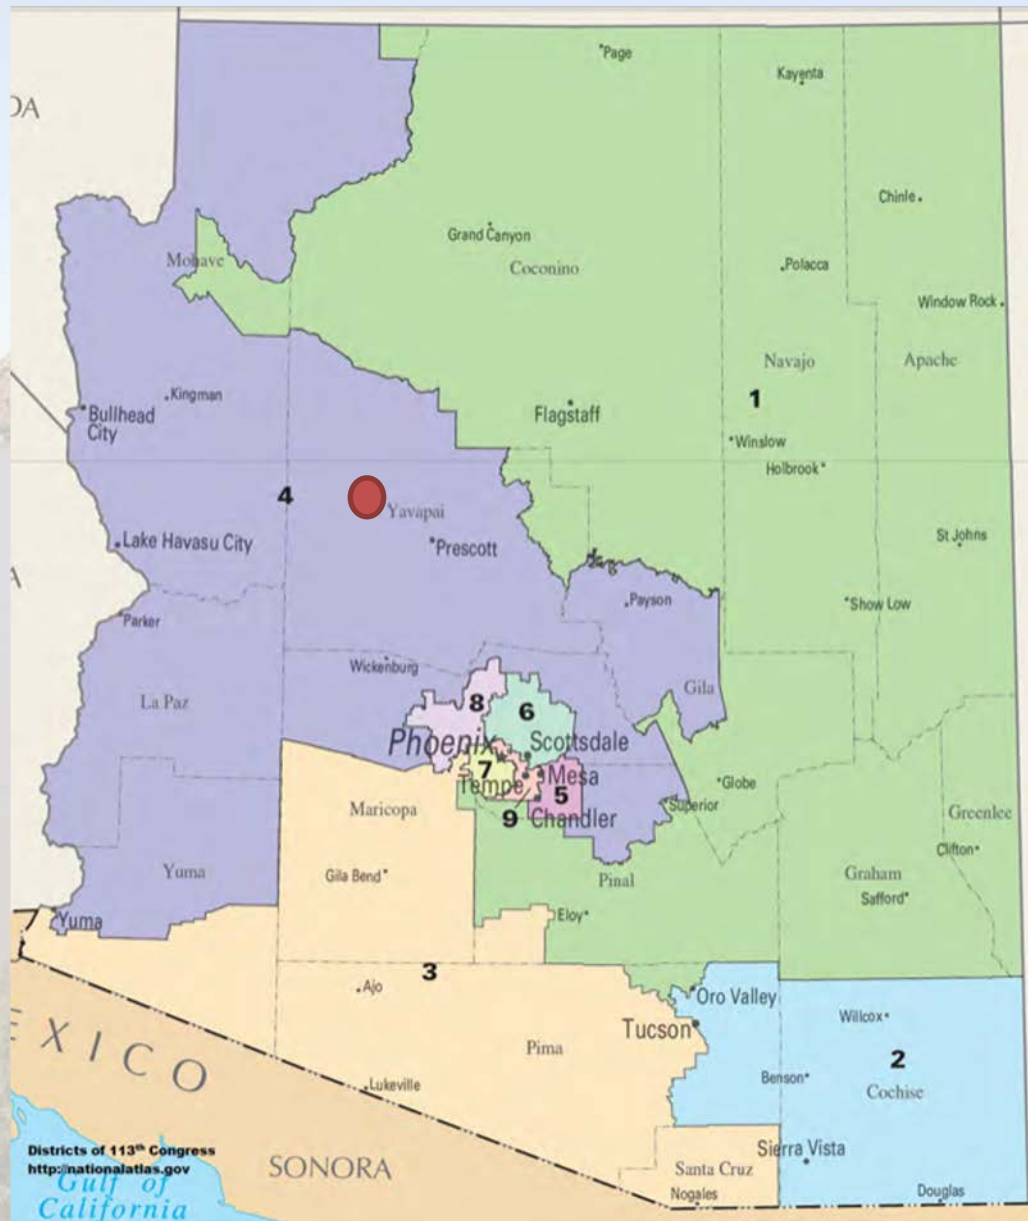 Page
Kayenta
DA
Chinle
Grand Canyon
Mohave
Coconino
Polacca
Window Rock
Navajo
Apache
Kingman
1
Bullhead
City
Flagstaff
Winslow
Holbrook
4
Yavapai
Lake Havasu City
Prescott
St Johns
A
Payson
Show Low
Parker
Wickenburg
Gila
La Paz
8
6
Phoenix
Scottsdale
7
Mesa
Tempe
5
Globe
Superior
Maricopa
9
Chandler
Greenlee
Clifton
Yuma
Gila Bend
Pinal
Graham
Safford
Yuma
Eloy
3
Ajo
Oro Valley
Willcox
Tucson
EXICO
Pima
2
Benson
Cochise
Lukeville
Districts of 113th Congress
http://nationalatlas.gov
Sierra Vista
SONORA
Santa Cruz
Gulf of
California
Nogales
Douglas